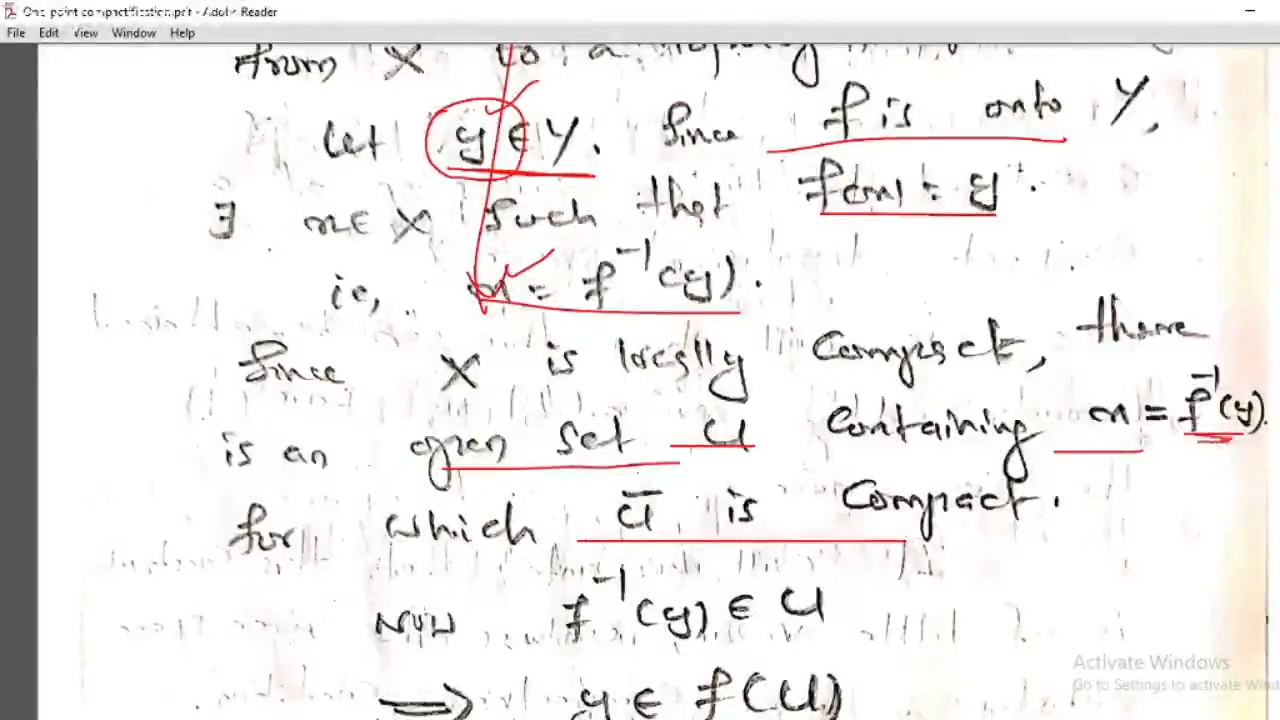 One point compactification.pdf - Adobe Reader
File Edit View Window Help
From X to a
Let y ∈ Y. Since f is onto Y,
∃ x ∈ X such that f(x) = y.
ie, x = f⁻¹(y).
Since X is locally compact, there
is an open set U containing x = f⁻¹(y).
for which Ū is compact.
Now f⁻¹(y) ∈ U
⟹ y ∈ f(U)
Activate Windows
Go to Settings to activate Wind